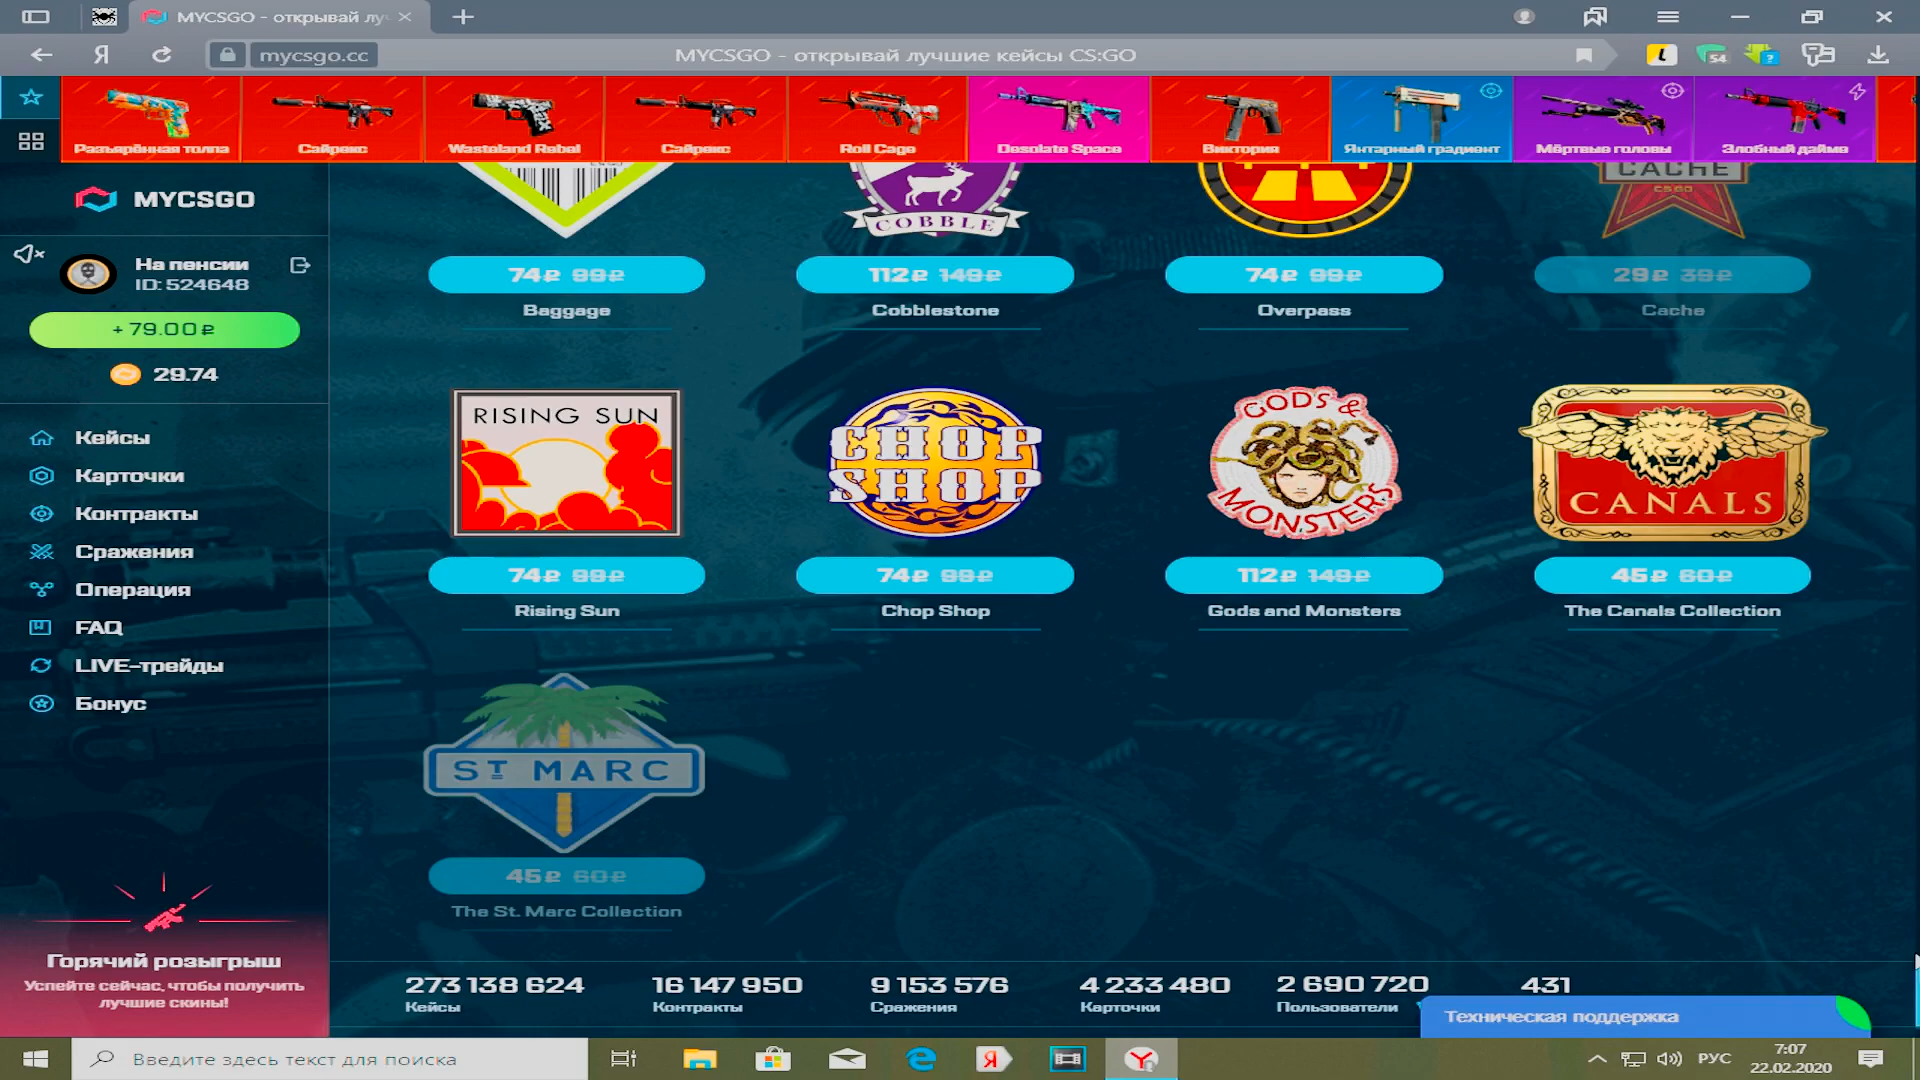 MYCSGO - открывай лу
mycsgo.cc
MYCSGO - открывай лучшие кейсы CS:GO
54
?
Разъярённая толпа
Сайрекс
Wasteland Rebel
Сайрекс
Roll Cage
Desolate Space
Виктория
Янтарный градиент
Мёртвые головы
Злобный даймё
MYCSGO
На пенсии
ID: 524648
+ 79.00₽
29.74
Кейсы
Карточки
Контракты
Сражения
Операция
FAQ
LIVE-трейды
Бонус
Горячий розыгрыш
Успейте сейчас, чтобы получить
лучшие скины!
COBBLE
CACHE
CS:GO
74₽ 99₽
112₽ 149₽
74₽ 99₽
29₽ 39₽
Baggage
Cobblestone
Overpass
Cache
RISING SUN
CHOP
SHOP
GODS &
MONSTERS
CANALS
74₽ 99₽
74₽ 99₽
112₽ 149₽
45₽ 60₽
Rising Sun
Chop Shop
Gods and Monsters
The Canals Collection
ST MARC
45₽ 60₽
The St. Marc Collection
273 138 624
16 147 950
9 153 576
4 233 480
2 690 720
431
Кейсы
Контракты
Сражения
Карточки
Пользователи
Техническая поддержка
Введите здесь текст для поиска
РУС
7:07
22.02.2020